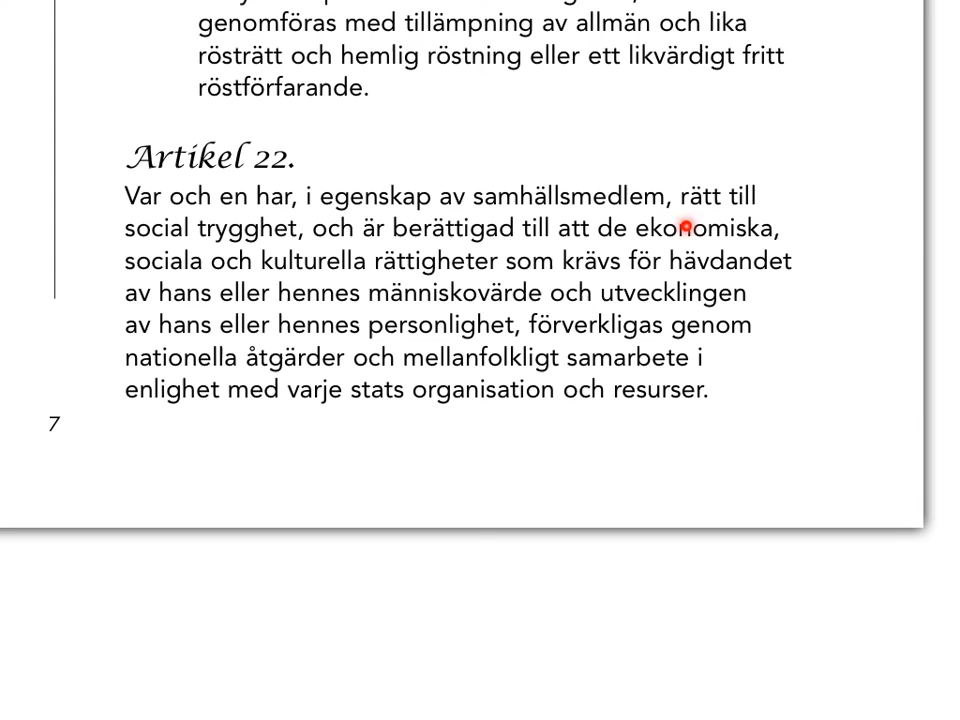 genomföras med tillämpning av allmän och lika
rösträtt och hemlig röstning eller ett likvärdigt fritt
röstförfarande.
Artikel 22.
Var och en har, i egenskap av samhällsmedlem, rätt till
social trygghet, och är berättigad till att de ekonomiska,
sociala och kulturella rättigheter som krävs för hävdandet
av hans eller hennes människovärde och utvecklingen
av hans eller hennes personlighet, förverkligas genom
nationella åtgärder och mellanfolkligt samarbete i
enlighet med varje stats organisation och resurser.
7